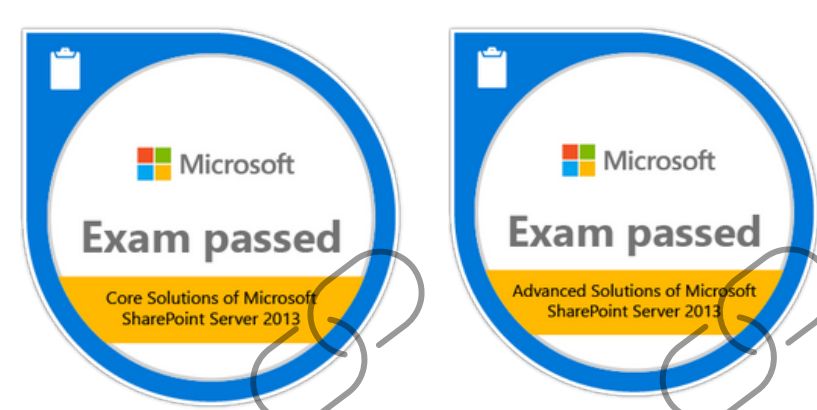 Microsoft
Exam passed
Core Solutions of Microsoft
SharePoint Server 2013
Microsoft
Exam passed
Advanced Solutions of Microsoft
SharePoint Server 2013